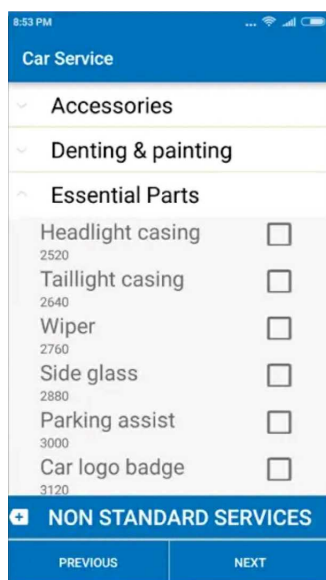 8:53 PM
Car Service
Accessories
Denting & painting
Essential Parts
Headlight casing
2520
Taillight casing
2640
Wiper
2760
Side glass
2880
Parking assist
3000
Car logo badge
3120
NON STANDARD SERVICES
PREVIOUS NEXT